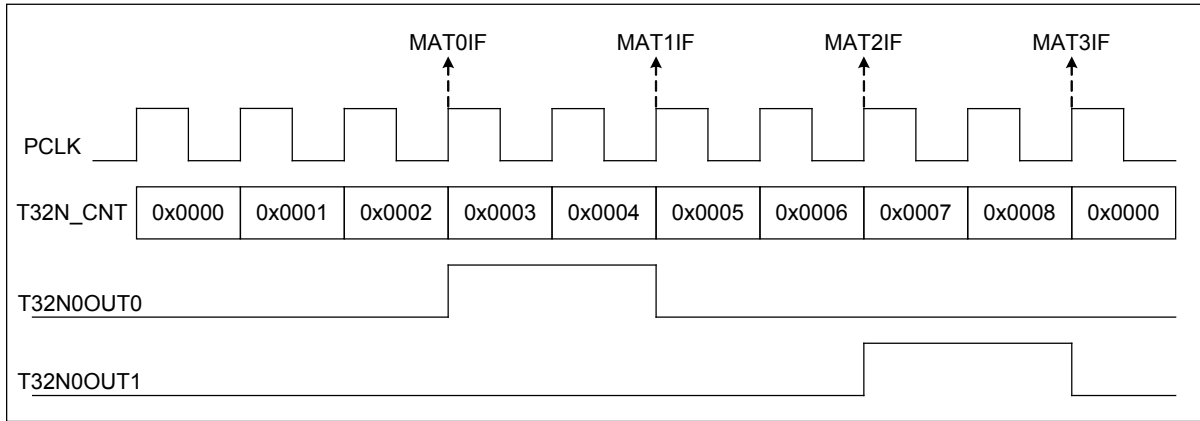 MAT0IF MAT1IF MAT2IF MAT3IF
PCLK
T32N_CNT 0x0000 0x0001 0x0002 0x0003 0x0004 0x0005 0x0006 0x0007 0x0008 0x0000
T32N0OUT0
T32N0OUT1